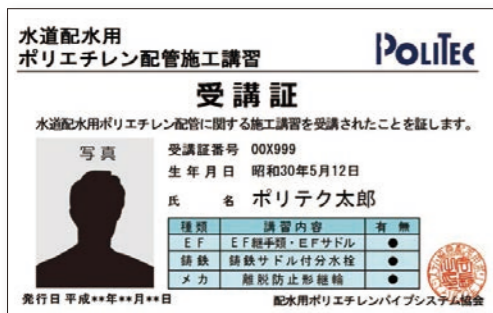 水道配水用
ポリエチレン配管施工講習
POLITEC
受講証
水道配水用ポリエチレン配管に関する施工講習を受講されたことを証します。
写真
受講証番号 00X999
生年月日 昭和30年5月12日
氏 名 ポリテク太郎
種類 講習内容 有無
EF EF継手類・EFサドル ●
鋳鉄 鋳鉄サドル付分水栓 ●
メカ 離脱防止形継輪 ●
発行日 平成**年**月**日
配水用ポリエチレンパイプシステム協会